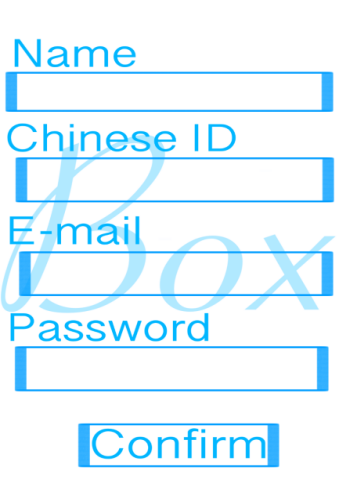 Name
Chinese ID
E-mail
Box
Password
Confirm